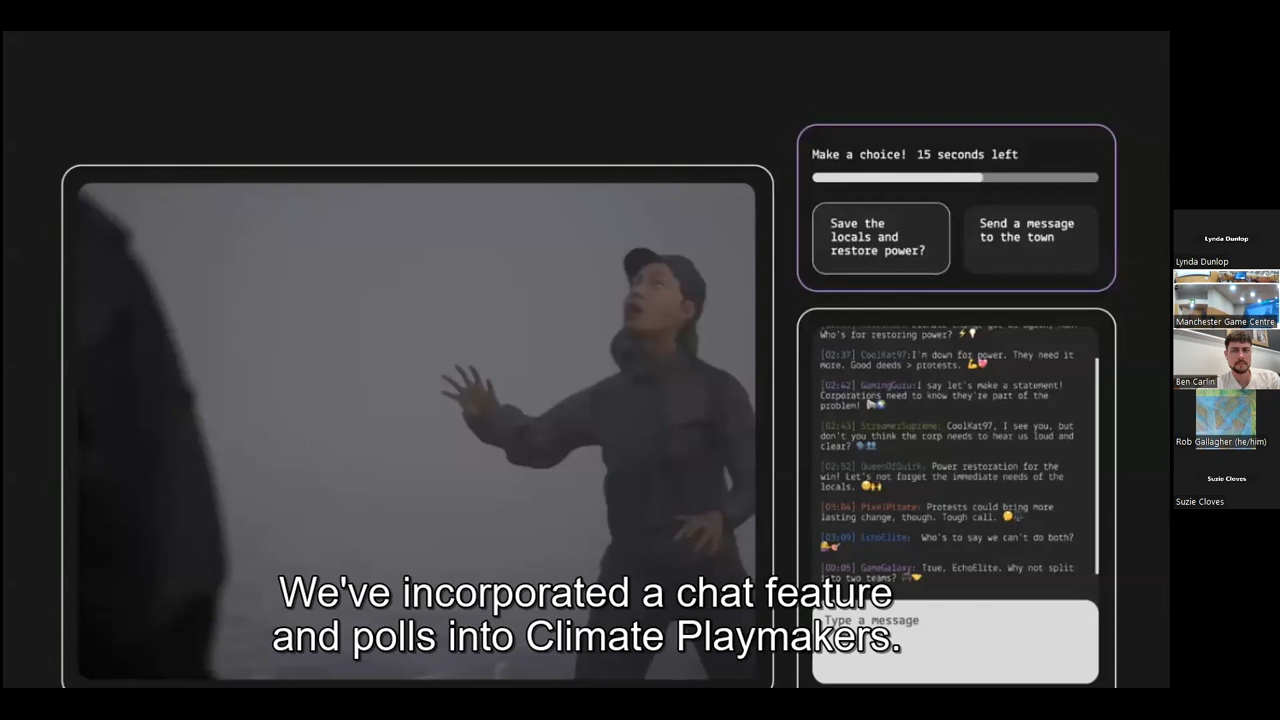 Make a choice! 15 seconds left
Save the
locals and
restore power?
Send a message
to the town
Who's for restoring power?
[02:37] CoolKat97:I'm down for power. They need it
more. Good deeds > protests.
[02:42] GamingGuru:I say let's make a statement!
Corporations need to know they're part of the
problem!
[02:43] StreamerSupreme: CoolKat97, I see you, but
don't you think the corp needs to hear us loud and
clear?
[02:52] QueenOfQuirk: Power restoration for the
win! Let's not forget the immediate needs of the
locals.
[03:04] PixelPirate: Protests could bring more
lasting change, though. Tough call.
[03:09] EchoElite: Who's to say we can't do both?
[00:05] GameGalaxy: True, EchoElite. Why not split
into two teams?
Type a message
We've incorporated a chat feature
and polls into Climate Playmakers.
Lynda Dunlop
Lynda Dunlop
Manchester Game Centre
Ben Carlin
Rob Gallagher (he/him)
Suzie Cloves
Suzie Cloves